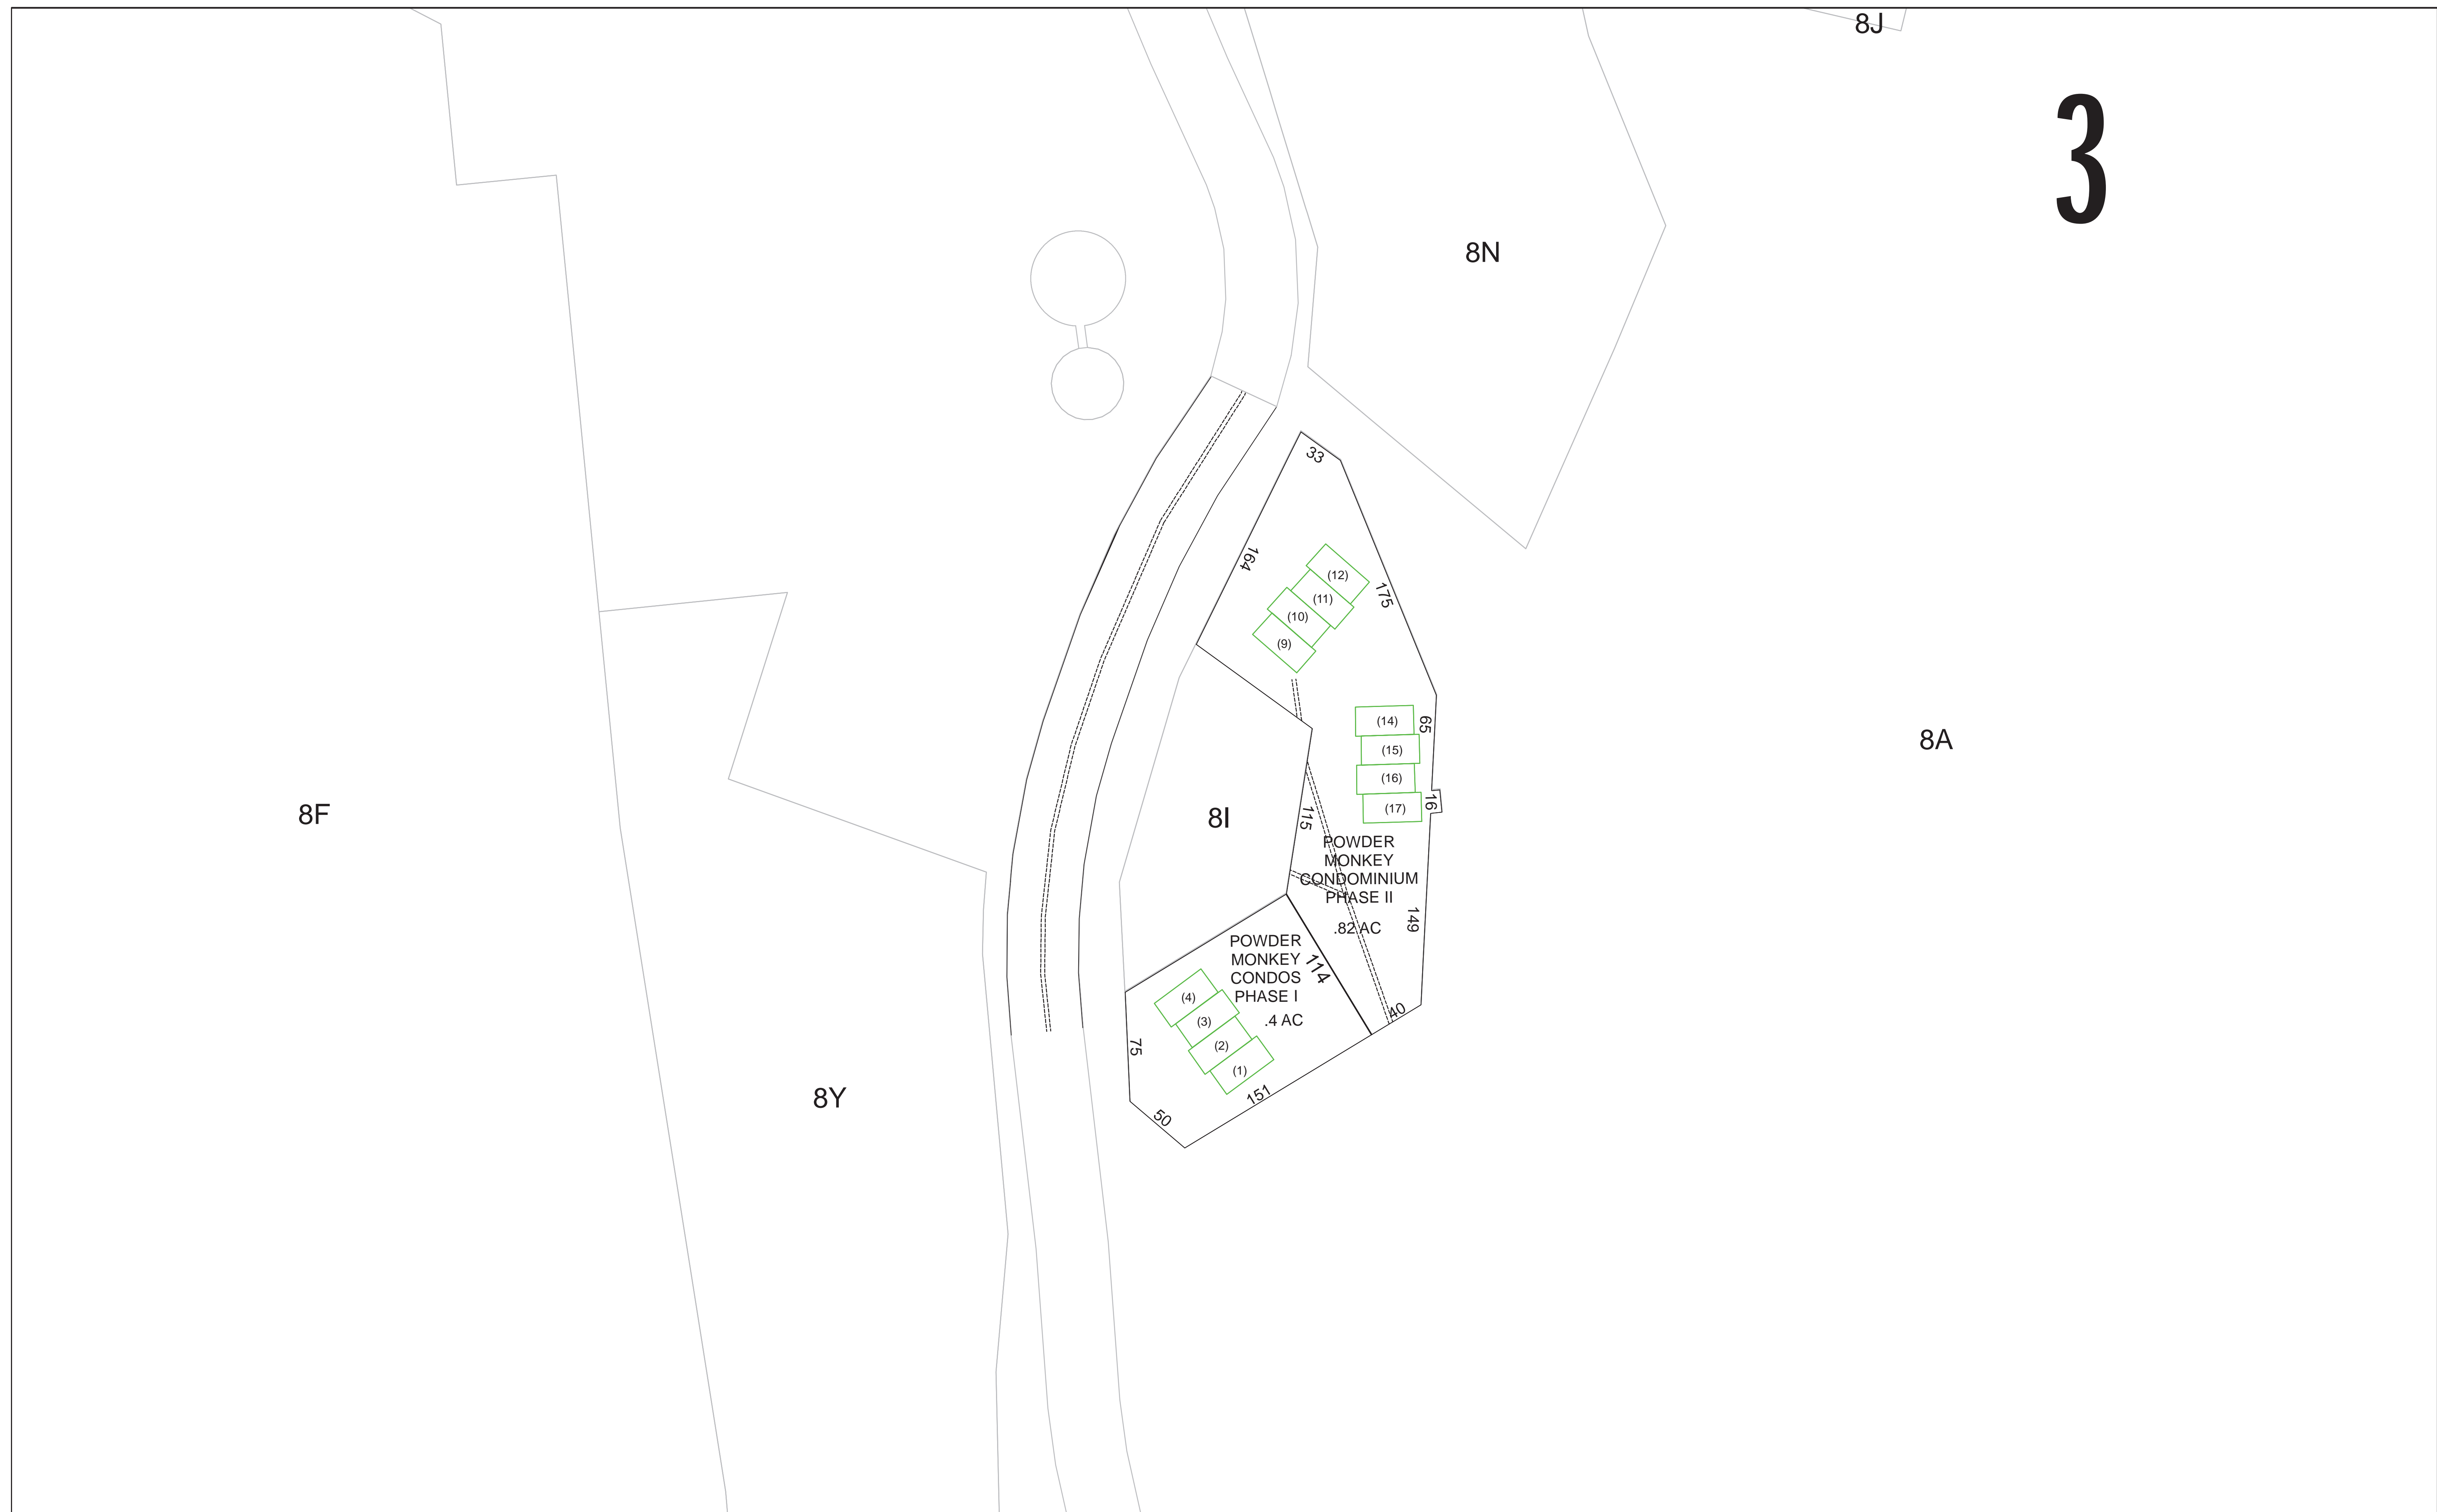 8J
3
8N
33
164
175
(12)
(11)
(10)
(9)
(14)
65
(15)
(16)
16
(17)
8A
8F
8I
115
POWDER
MONKEY
CONDOMINIUM
PHASE II
.82 AC
149
POWDER
MONKEY
CONDOS
PHASE I
.4 AC
114
40
(4)
(3)
(2)
(1)
75
151
50
8Y